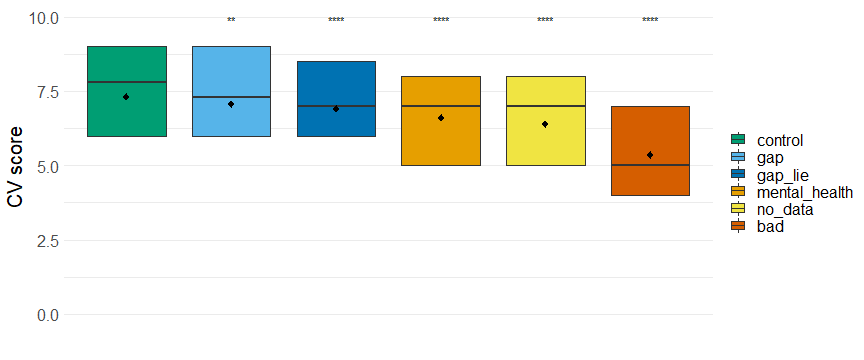 10.0
** **** **** **** ****
7.5
5.0
2.5
0.0
CV score
control
gap
gap_lie
mental_health
no_data
bad